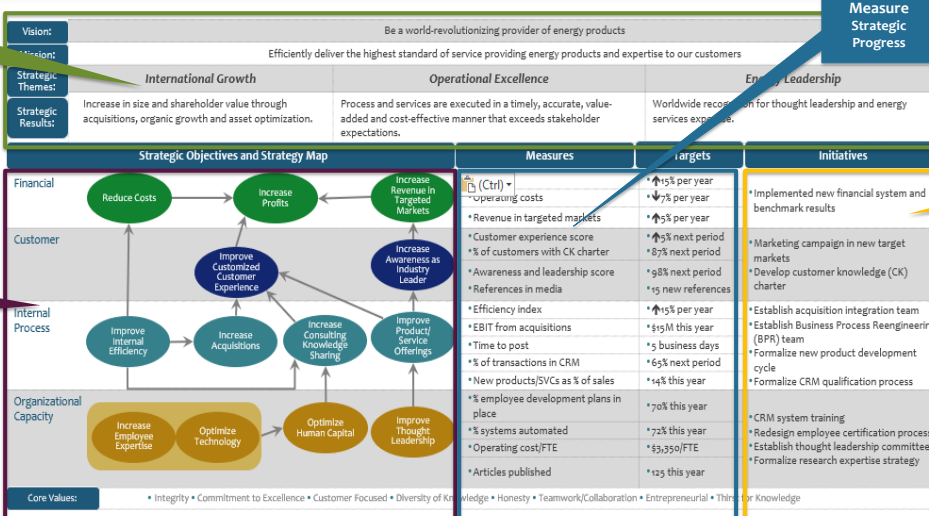 Measure
Strategic
Progress
Vision:
Be a world-revolutionizing provider of energy products
Mission:
Efficiently deliver the highest standard of service providing energy products and expertise to our customers
Strategic
Themes:
International Growth
Operational Excellence
Leadership
Strategic
Results:
Increase in size and shareholder value through
acquisitions, organic growth and asset optimization.
Process and services are executed in a timely, accurate, value-
added and cost-effective manner that exceeds stakeholder
expectations.
Worldwide for thought leadership and energy
services
Strategic Objectives and Strategy Map
Measures
Targets
Initiatives
Financial
Reduce Costs
Increase
Profits
Increase
Revenue in
Targeted
Markets
(Ctrl)
• Operating costs
• Revenue in targeted markets
• ↑15% per year
• ↓7% per year
• ↑5% per year
• Implemented new financial system and
benchmark results
Customer
Improve
Customized
Customer
Experience
Increase
Awareness as
Industry
Leader
• Customer experience score
• % of customers with CK charter
• Awareness and leadership score
• References in media
• ↑5% next period
• 87% next period
• 98% next period
• 15 new references
• Marketing campaign in new target
markets
• Develop customer knowledge (CK)
charter
Internal
Process
Improve
Internal
Efficiency
Increase
Acquisitions
Increase
Consulting
Knowledge
Sharing
Improve
Product/
Service
Offerings
• Efficiency index
• EBIT from acquisitions
• Time to post
• % of transactions in CRM
• New products/SVCs as % of sales
• ↑15% per year
• $15M this year
• 5 business days
• 65% next period
• 14% this year
• Establish acquisition integration team
• Establish Business Process Reengineerin
(BPR) team
• Formalize new product development
cycle
• Formalize CRM qualification process
Organizational
Capacity
Increase
Employee
Expertise
Optimize
Technology
Optimize
Human Capital
Improve
Thought
Leadership
• % employee development plans in
place
• % systems automated
• Operating cost/FTE
• Articles published
• 70% this year
• 72% this year
• $3,350/FTE
• 125 this year
• CRM system training
• Redesign employee certification process
• Establish thought leadership committee
• Formalize research expertise strategy
Core Values:
• Integrity • Commitment to Excellence • Customer Focused • Diversity of Knowledge • Honesty • Teamwork/Collaboration • Entrepreneurial • Thirst for Knowledge